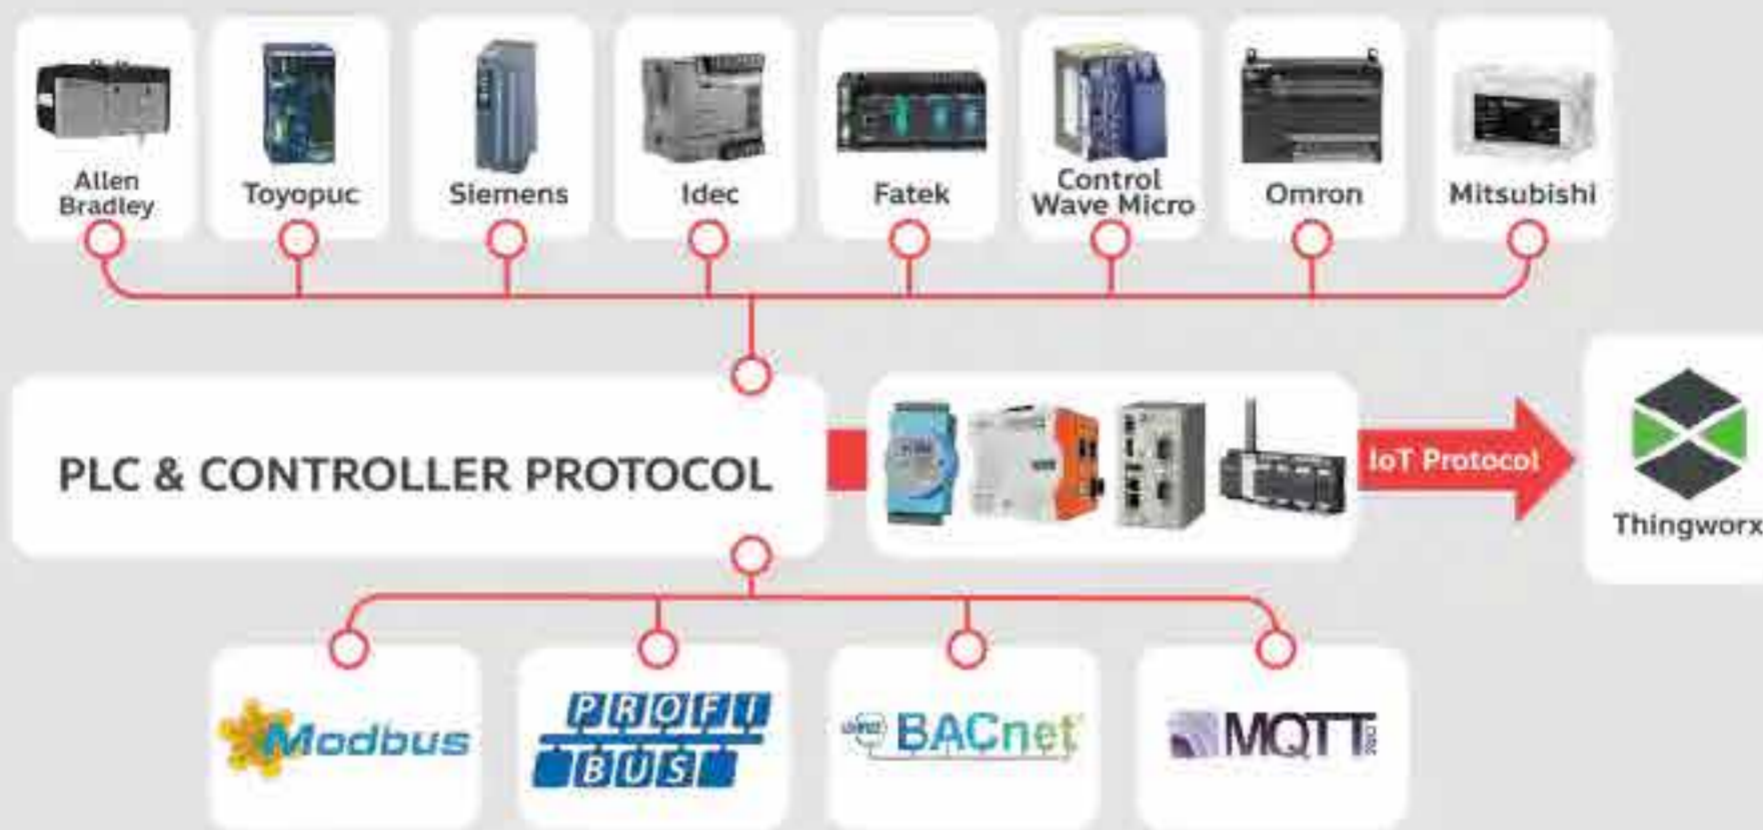 Allen
Bradley
Toyopuc
Siemens
Idec
Fatek
Control
Wave Micro
Omron
Mitsubishi
PLC & CONTROLLER PROTOCOL
IoT Protocol
Thingworx
Modbus
PROFI
BUS
BACnet
MQTT